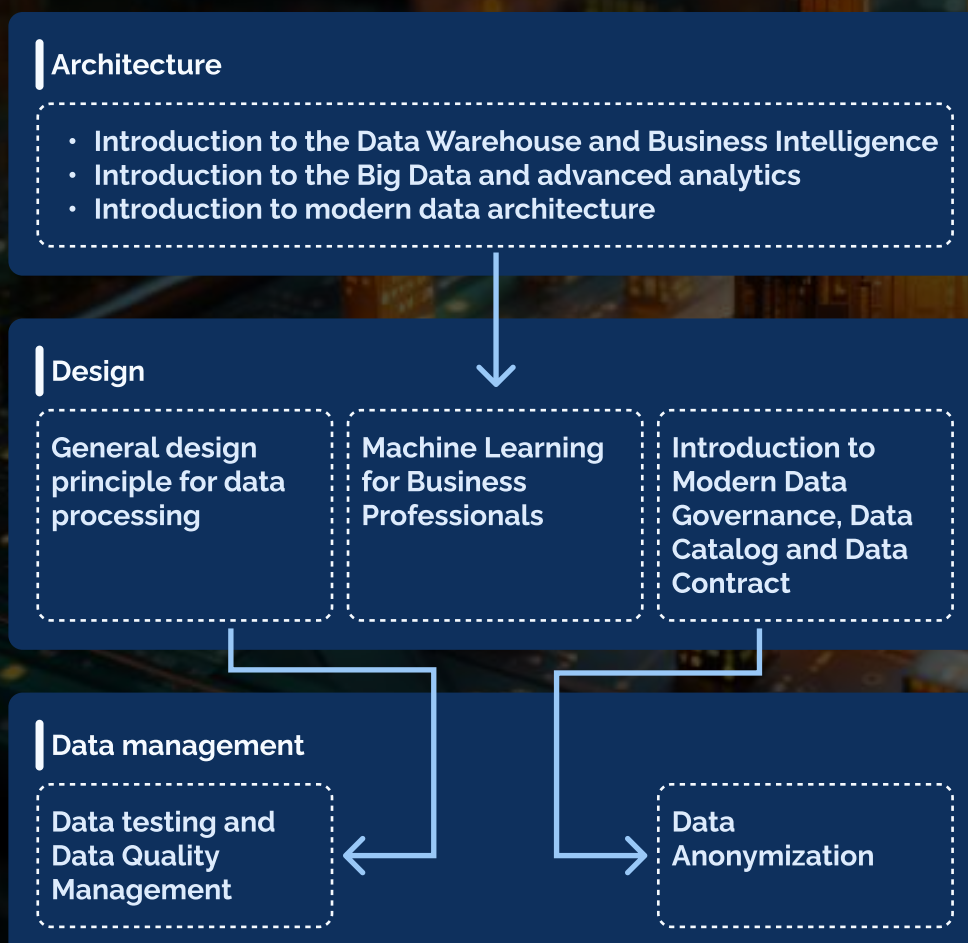 Architecture
• Introduction to the Data Warehouse and Business Intelligence
• Introduction to the Big Data and advanced analytics
• Introduction to modern data architecture
Design
General design
principle for data
processing
Machine Learning
for Business
Professionals
Introduction to
Modern Data
Governance, Data
Catalog and Data
Contract
Data management
Data testing and
Data Quality
Management
Data
Anonymization